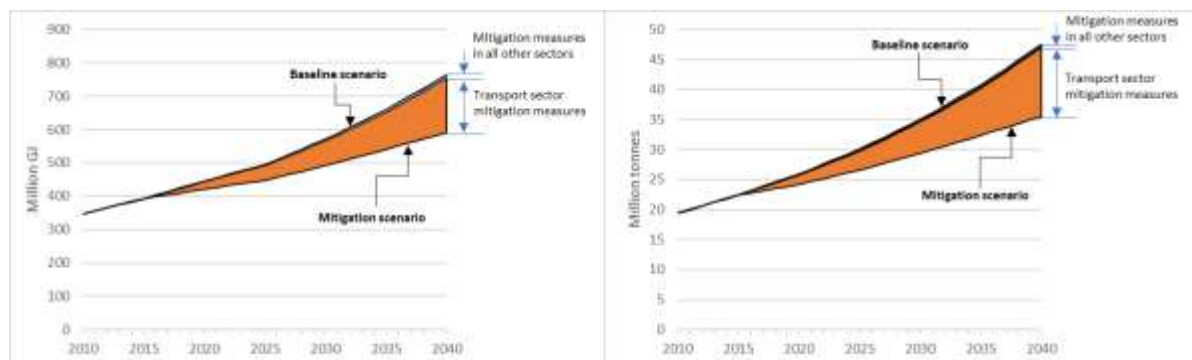 900
800
700
600
500
400
300
200
100
0
Million GJ
2010 2015 2020 2025 2030 2035 2040
Baseline scenario
Mitigation scenario
Mitigation measures
in all other sectors
Transport sector
mitigation measures
50
45
40
35
30
25
20
15
10
5
0
Million tonnes
2010 2015 2020 2025 2030 2035 2040
Baseline scenario
Mitigation scenario
Mitigation measures
in all other sectors
Transport sector
mitigation measures